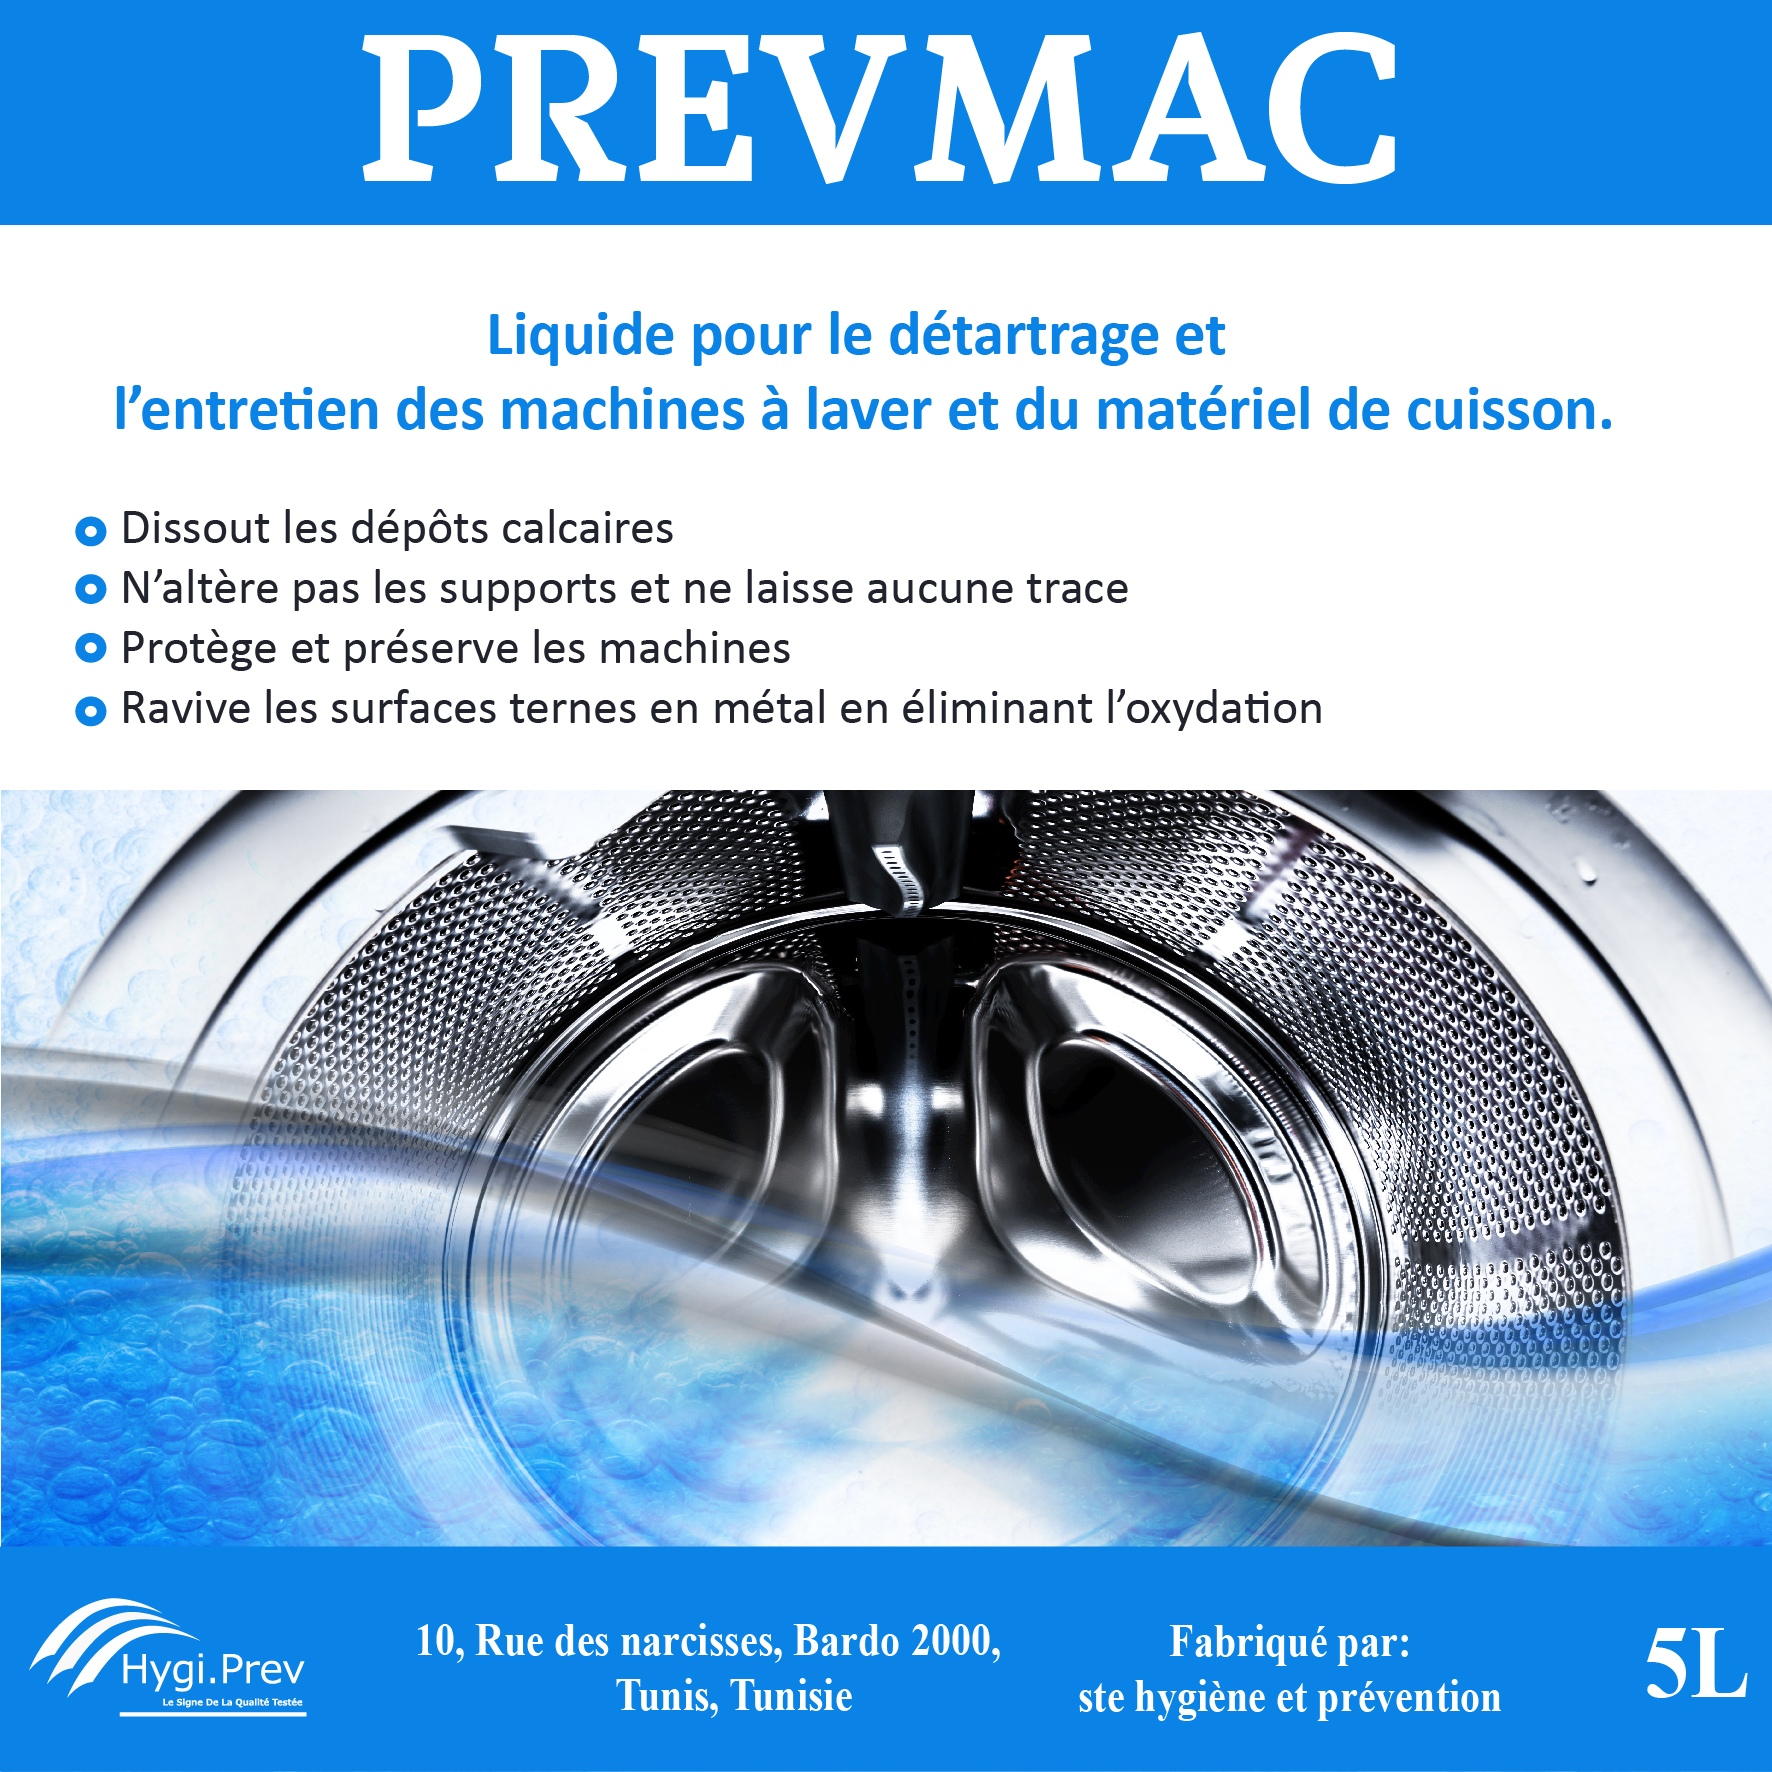 PREVMAC
Liquide pour le détartrage et
l’entretien des machines à laver et du matériel de cuisson.
Dissout les dépôts calcaires
N’altère pas les supports et ne laisse aucune trace
Protège et préserve les machines
Ravive les surfaces ternes en métal en éliminant l’oxydation
Hygi.Prev
Le Signe De La Qualité Testée
10, Rue des narcisses, Bardo 2000,
Tunis, Tunisie
Fabriqué par:
ste hygiène et prévention
5L